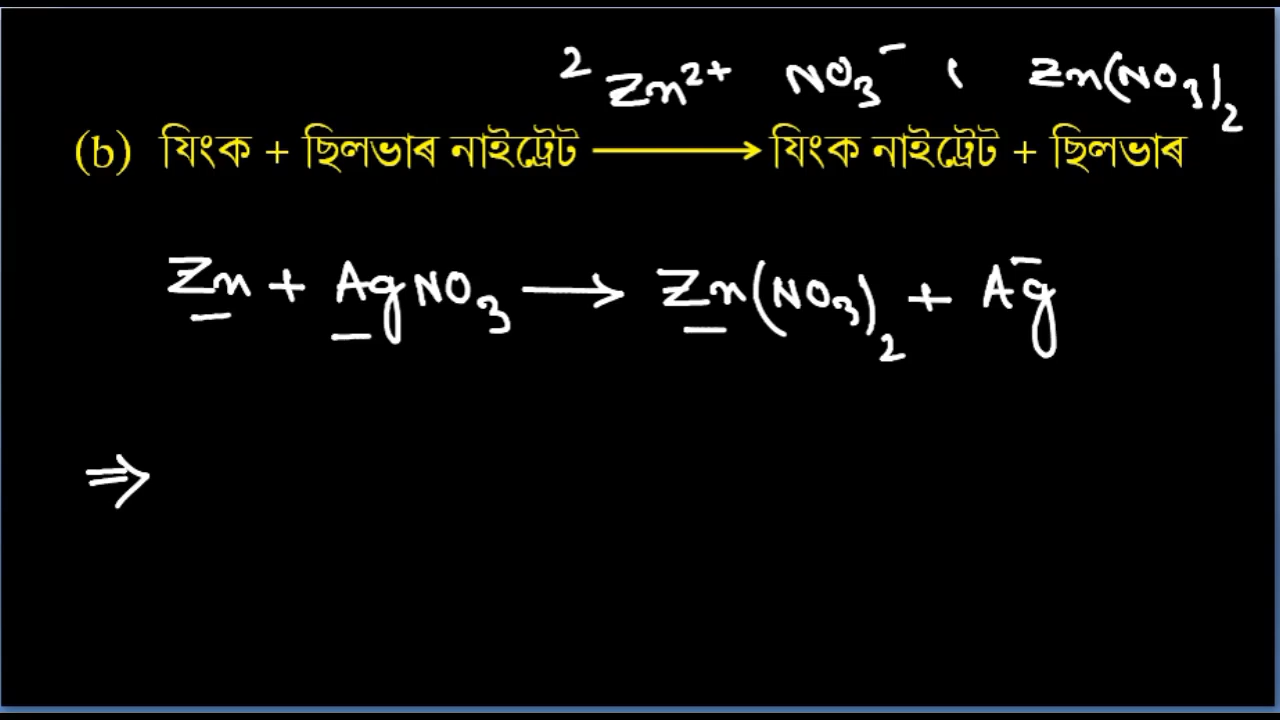 2 Zn²⁺ NO₃⁻ , Zn(NO₃)₂
(b) যিংক + ছিলভাৰ নাইট্ৰেট ⟶ যিংক নাইট্ৰেট + ছিলভাৰ
Zn + AgNO₃ ⟶ Zn(NO₃)₂ + Ag
⇒